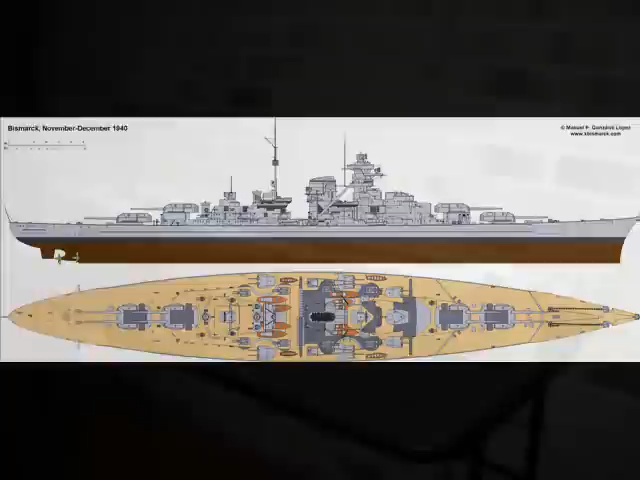 Bismarck, November-December 1940
© Manuel P. González López
www.kbismarck.com